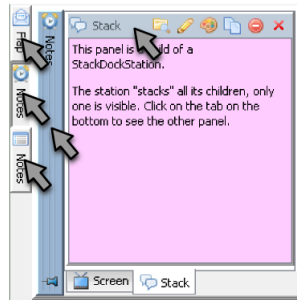 Stack
This panel is a child of a
StackDockStation.
The station "stacks" all its children, only
one is visible. Click on the tab on the
bottom to see the other panel.
Notes
Notes
Notes
Screen
Stack